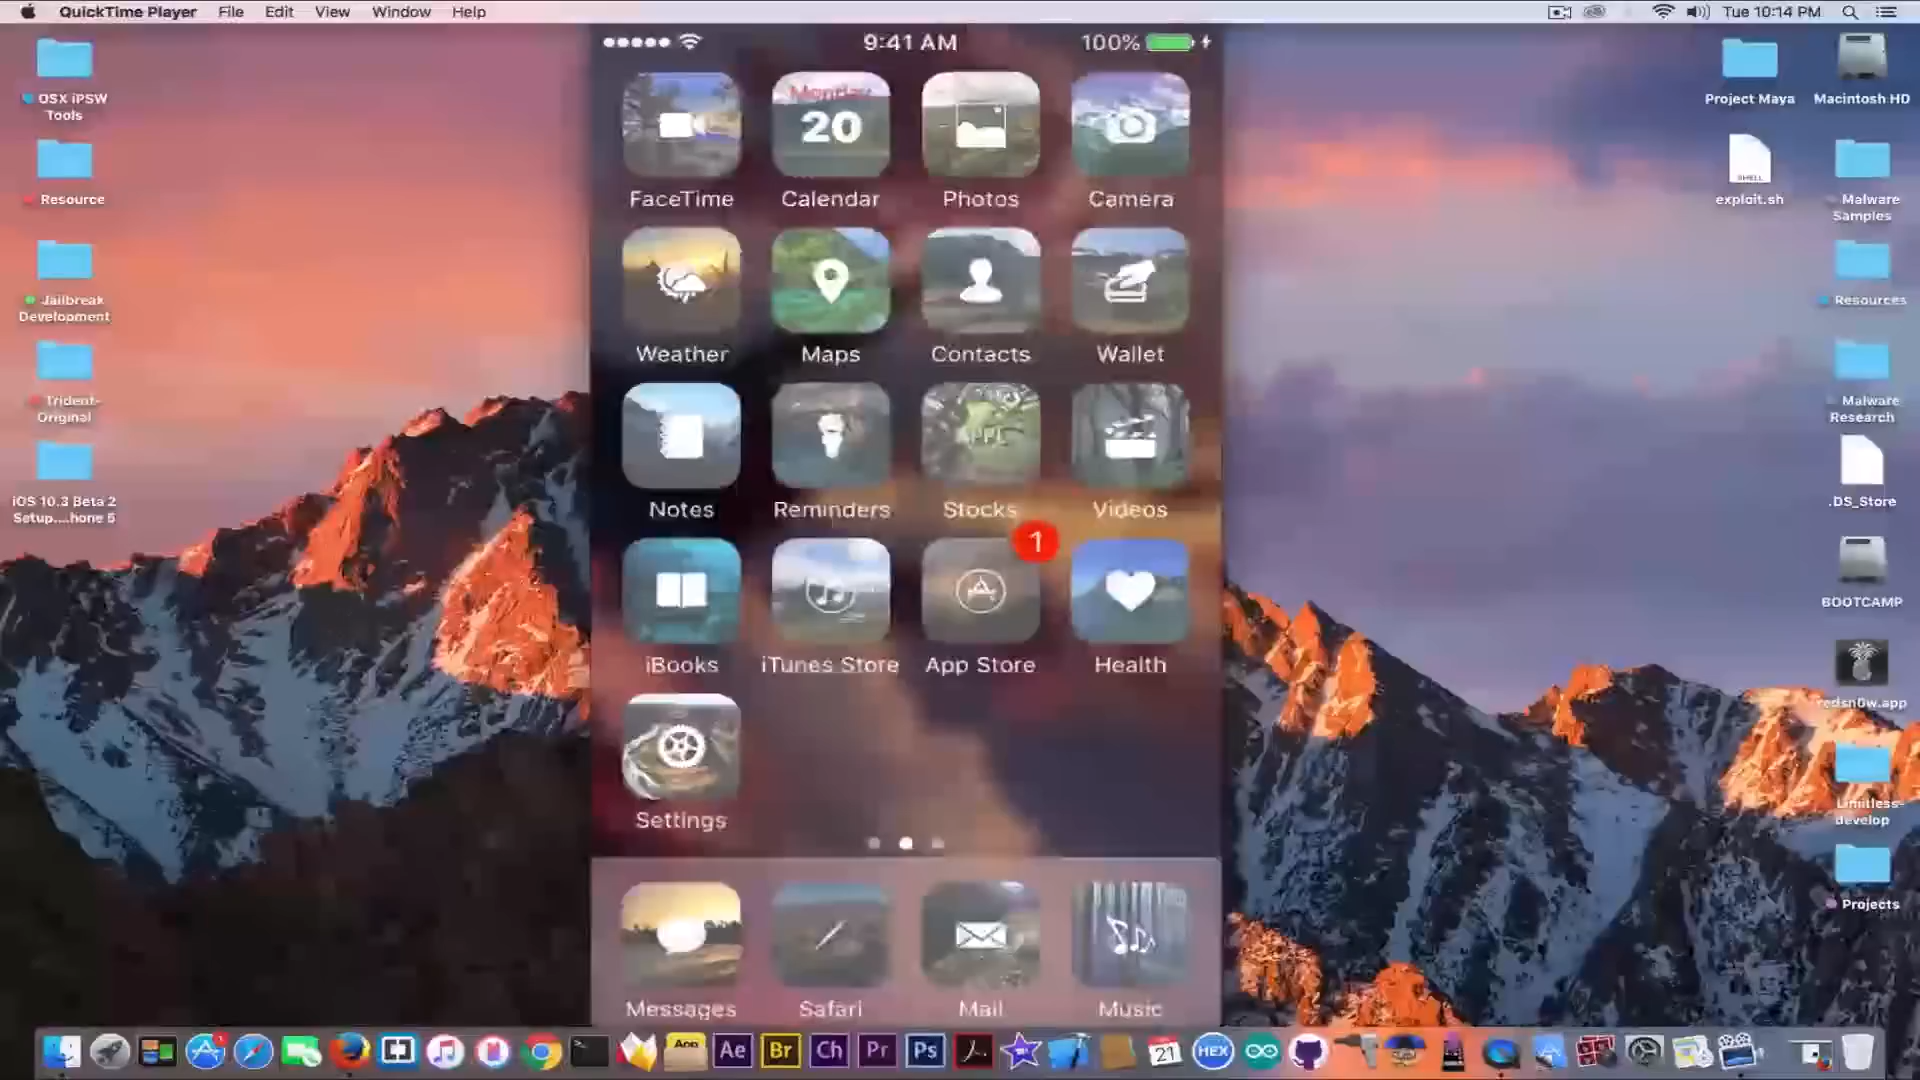 QuickTime Player File Edit View Window Help Tue 10:14 PM
OSX iPSW
Tools
Resource
Jailbreak
Development
Trident-
Original
iOS 10.3 Beta 2
Setup....hone 5
9:41 AM 100%
Monday
20
FaceTime Calendar Photos Camera
Weather Maps Contacts Wallet
APPL
Notes Reminders Stocks Videos
1
iBooks iTunes Store App Store Health
Settings
Messages Safari Mail Music
Project Maya Macintosh HD
SHELL
exploit.sh
Malware
Samples
Resources
Malware
Research
.DS_Store
BOOTCAMP
redsn0w.app
Limitless-
develop
Projects
App Ae Br Ch Pr Ps 21 HEX